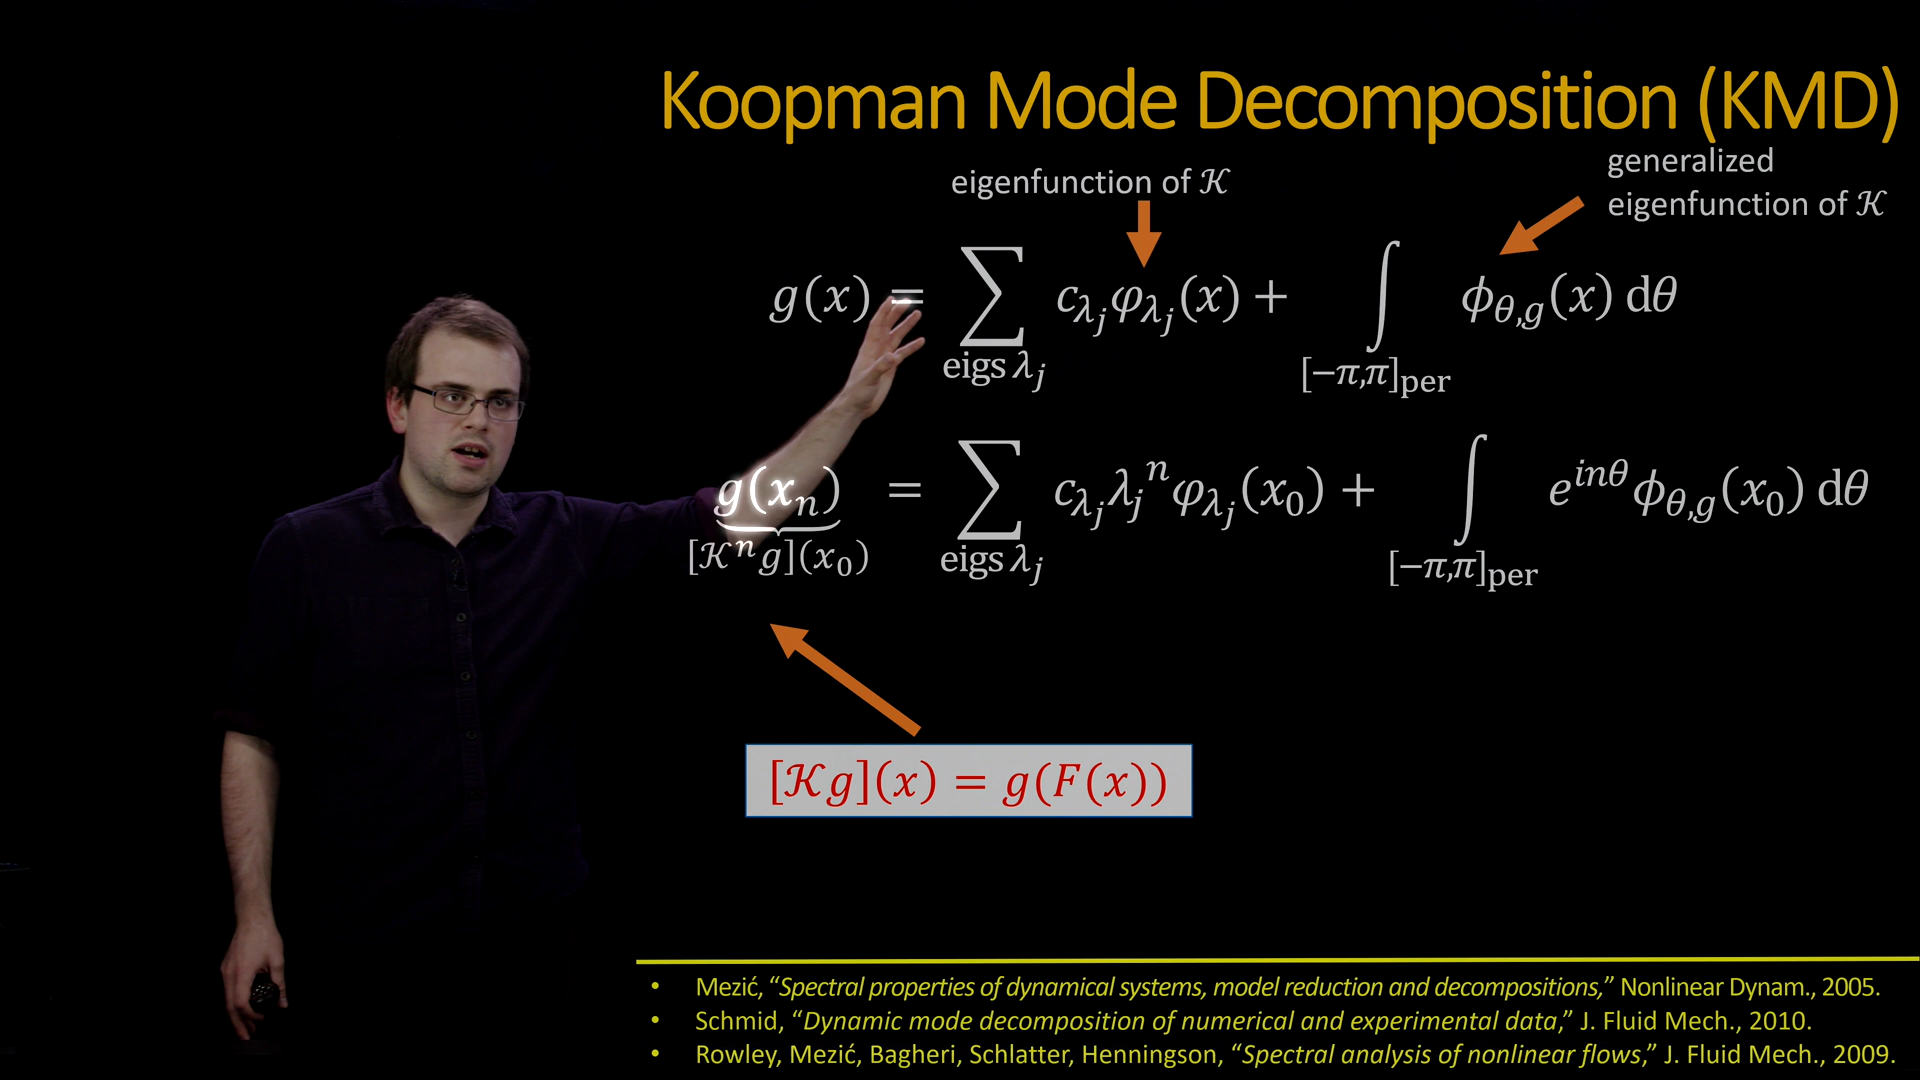 Koopman Mode Decomposition (KMD)
eigenfunction of 𝒦
generalized
eigenfunction of 𝒦
g(x) = ∑ c_{λ_j} φ_{λ_j}(x) + ∫ ϕ_{θ,g}(x) dθ
eigs λ_j [−π,π]_per
g(x_n) = ∑ c_{λ_j} λ_j^n φ_{λ_j}(x_0) + ∫ e^{inθ} ϕ_{θ,g}(x_0) dθ
[𝒦^n g](x_0) eigs λ_j [−π,π]_per
[𝒦g](x) = g(F(x))
• Mezić, “Spectral properties of dynamical systems, model reduction and decompositions,” Nonlinear Dynam., 2005.
• Schmid, “Dynamic mode decomposition of numerical and experimental data,” J. Fluid Mech., 2010.
• Rowley, Mezić, Bagheri, Schlatter, Henningson, “Spectral analysis of nonlinear flows,” J. Fluid Mech., 2009.